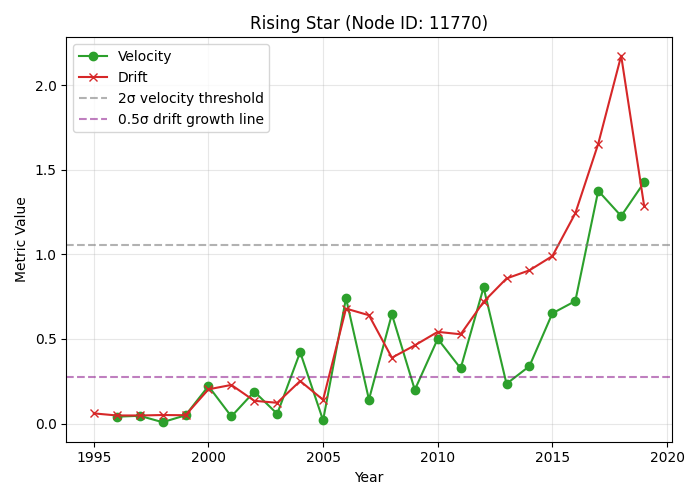 Rising Star (Node ID: 11770)
Velocity
Drift
2σ velocity threshold
0.5σ drift growth line
Metric Value
2.0
1.5
1.0
0.5
0.0
1995 2000 2005 2010 2015 2020
Year